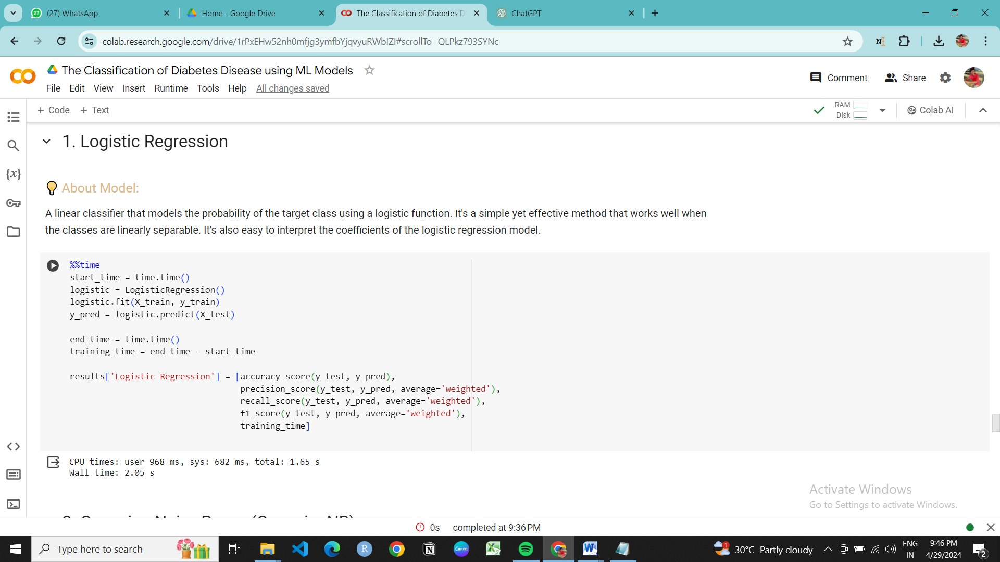 (27) WhatsApp
Home - Google Drive
The Classification of Diabetes D
ChatGPT
colab.research.google.com/drive/1rPxEHw52nh0mfjg3ymfbYjqvyuRWbIZI#scrollTo=QLPkz793SYNc
The Classification of Diabetes Disease using ML Models
Comment
Share
File Edit View Insert Runtime Tools Help All changes saved
+ Code + Text
RAM
Disk
Colab AI
1. Logistic Regression
About Model:
A linear classifier that models the probability of the target class using a logistic function. It's a simple yet effective method that works well when
the classes are linearly separable. It's also easy to interpret the coefficients of the logistic regression model.
%%time
start_time = time.time()
logistic = LogisticRegression()
logistic.fit(X_train, y_train)
y_pred = logistic.predict(X_test)
end_time = time.time()
training_time = end_time - start_time
results['Logistic Regression'] = [accuracy_score(y_test, y_pred),
precision_score(y_test, y_pred, average='weighted'),
recall_score(y_test, y_pred, average='weighted'),
f1_score(y_test, y_pred, average='weighted'),
training_time]
CPU times: user 968 ms, sys: 682 ms, total: 1.65 s
Wall time: 2.05 s
Activate Windows
Go to Settings to activate Windows.
0s completed at 9:36 PM
Type here to search
30°C Partly cloudy
ENG
IN
9:46 PM
4/29/2024
2